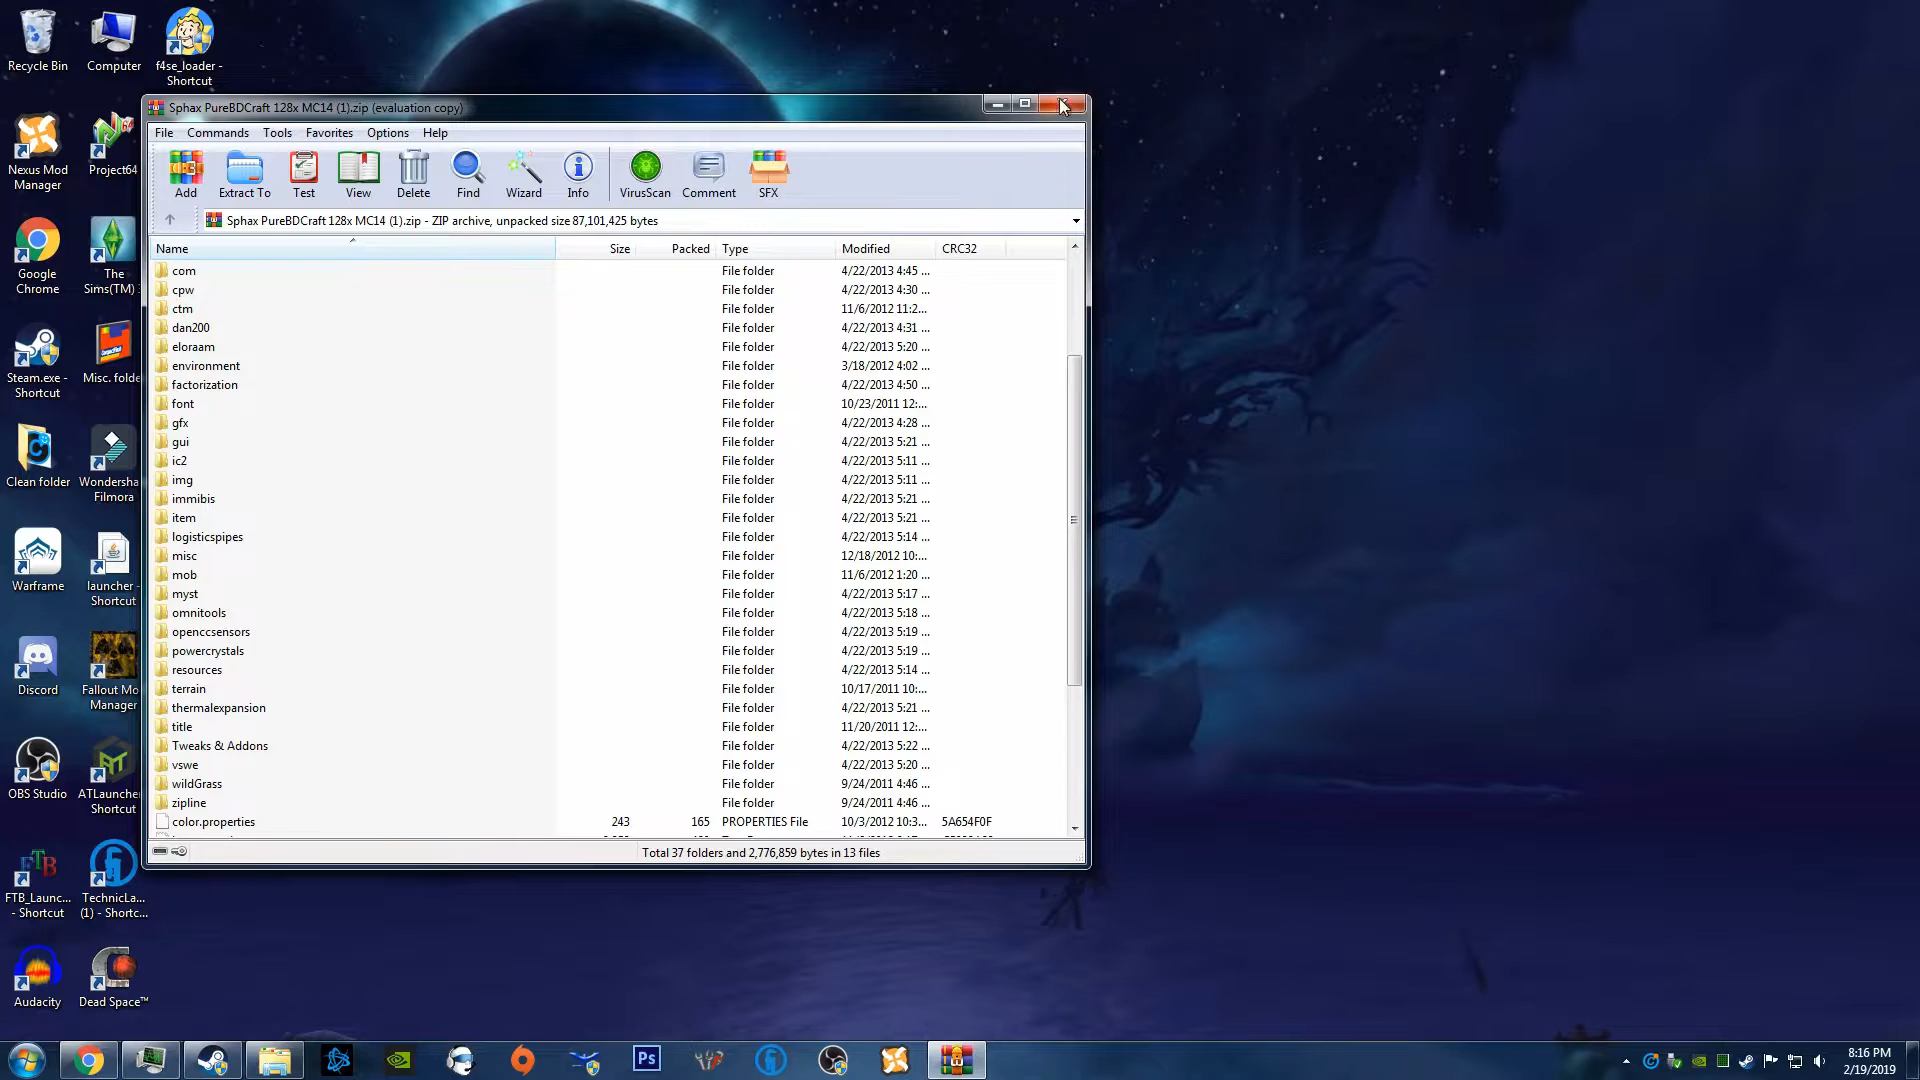 Recycle Bin
Computer
f4se_loader -
Shortcut
Nexus Mod
Manager
Project64
Google
Chrome
The
Sims(TM)
Steam.exe -
Shortcut
Misc. folde
Clean folder
Wondersha
Filmora
Warframe
launcher -
Shortcut
Discord
Fallout Mo
Manager
OBS Studio
ATLaunche
Shortcut
FTB_Launc...
- Shortcut
TechnicLa...
(1) - Shortc...
Audacity
Dead Space™
Sphax PureBDCraft 128x MC14 (1).zip (evaluation copy)
File Commands Tools Favorites Options Help
Add Extract To Test View Delete Find Wizard Info VirusScan Comment SFX
Sphax PureBDCraft 128x MC14 (1).zip - ZIP archive, unpacked size 87,101,425 bytes
Name Size Packed Type Modified CRC32
com File folder 4/22/2013 4:45 ...
cpw File folder 4/22/2013 4:30 ...
ctm File folder 11/6/2012 11:2...
dan200 File folder 4/22/2013 4:31 ...
eloraam File folder 4/22/2013 5:20 ...
environment File folder 3/18/2012 4:02 ...
factorization File folder 4/22/2013 4:50 ...
font File folder 10/23/2011 12:...
gfx File folder 4/22/2013 4:28 ...
gui File folder 4/22/2013 5:21 ...
ic2 File folder 4/22/2013 5:11 ...
img File folder 4/22/2013 5:11 ...
immibis File folder 4/22/2013 5:21 ...
item File folder 4/22/2013 5:21 ...
logisticspipes File folder 4/22/2013 5:14 ...
misc File folder 12/18/2012 10:...
mob File folder 11/6/2012 1:20 ...
myst File folder 4/22/2013 5:17 ...
omnitools File folder 4/22/2013 5:18 ...
openccsensors File folder 4/22/2013 5:19 ...
powercrystals File folder 4/22/2013 5:19 ...
resources File folder 4/22/2013 5:14 ...
terrain File folder 10/17/2011 10:...
thermalexpansion File folder 4/22/2013 5:21 ...
title File folder 11/20/2011 12:...
Tweaks & Addons File folder 4/22/2013 5:22 ...
vswe File folder 4/22/2013 5:20 ...
wildGrass File folder 9/24/2011 4:46 ...
zipline File folder 9/24/2011 4:46 ...
color.properties 243 165 PROPERTIES File 10/3/2012 10:3... 5A654F0F
Total 37 folders and 2,776,859 bytes in 13 files
Ps
8:16 PM
2/19/2019